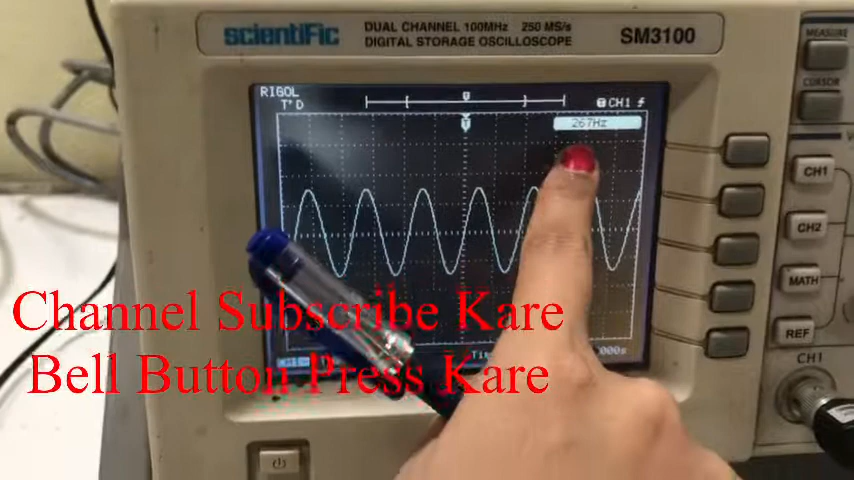 scientiFic
DUAL CHANNEL 100MHz 250 MS/s
DIGITAL STORAGE OSCILLOSCOPE
SM3100
MEASURE
CURSOR
RIGOL
T'D
CH1
267Hz
CH1
CH2
MATH
REF
CH1
Channel Subscribe Kare
Bell Button Press Kare